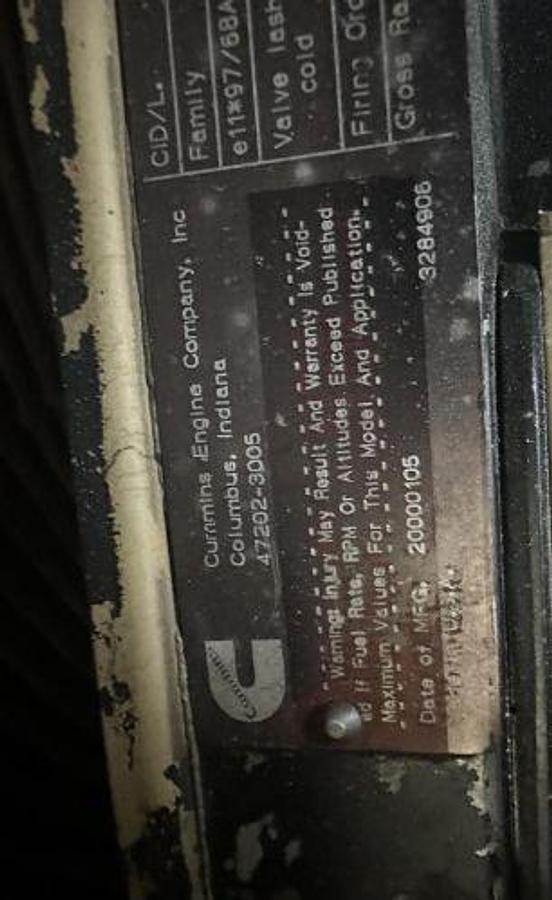 Cummins
Cummins Engine Company, Inc
Columbus, Indiana
47202-3005
Warning: Injury May Result And Warranty Is Void-
ed If Fuel Rate, RPM Or Altitudes Exceed Published
Maximum Values For This Model And Application.
Date of MFG. 20000105 3284906
CID/L.
Family
e11*97/68A
Valve lash
cold
Firing Ord
Gross Ra